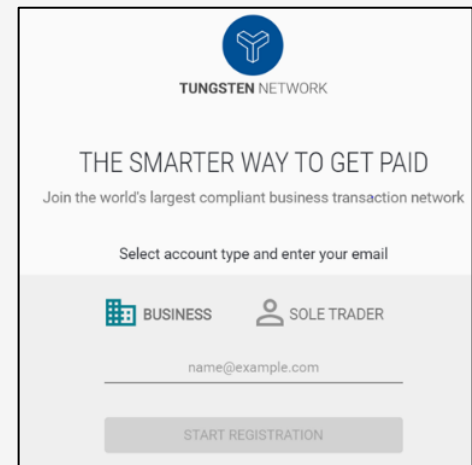 TUNGSTEN NETWORK
THE SMARTER WAY TO GET PAID
Join the world's largest compliant business transaction network
Select account type and enter your email
BUSINESS SOLE TRADER
name@example.com
START REGISTRATION